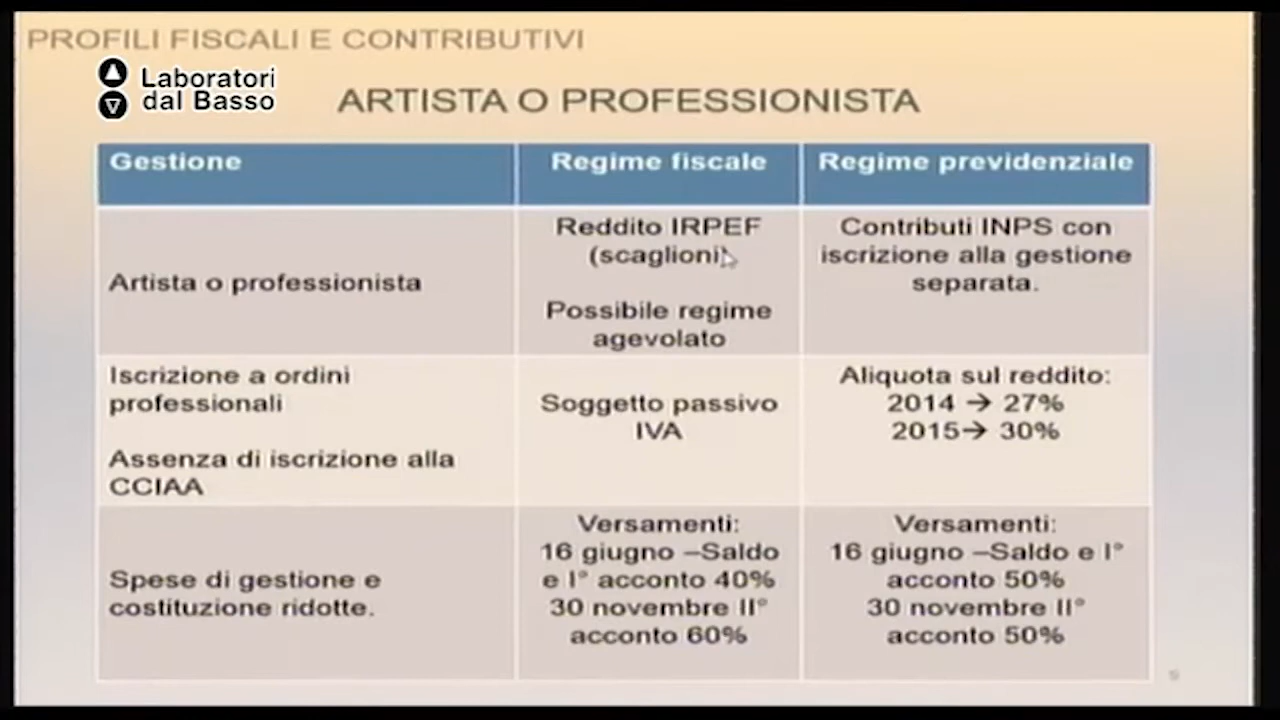 PROFILI FISCALI E CONTRIBUTIVI
Laboratori
dal Basso
ARTISTA O PROFESSIONISTA
Gestione
Regime fiscale
Regime previdenziale
Artista o professionista
Reddito IRPEF
(scaglioni)
Possibile regime
agevolato
Contributi INPS con
iscrizione alla gestione
separata.
Iscrizione a ordini
professionali
Assenza di iscrizione alla
CCIAA
Soggetto passivo
IVA
Aliquota sul reddito:
2014 → 27%
2015→ 30%
Spese di gestione e
costituzione ridotte.
Versamenti:
16 giugno –Saldo
e I° acconto 40%
30 novembre II°
acconto 60%
Versamenti:
16 giugno –Saldo e I°
acconto 50%
30 novembre II°
acconto 50%